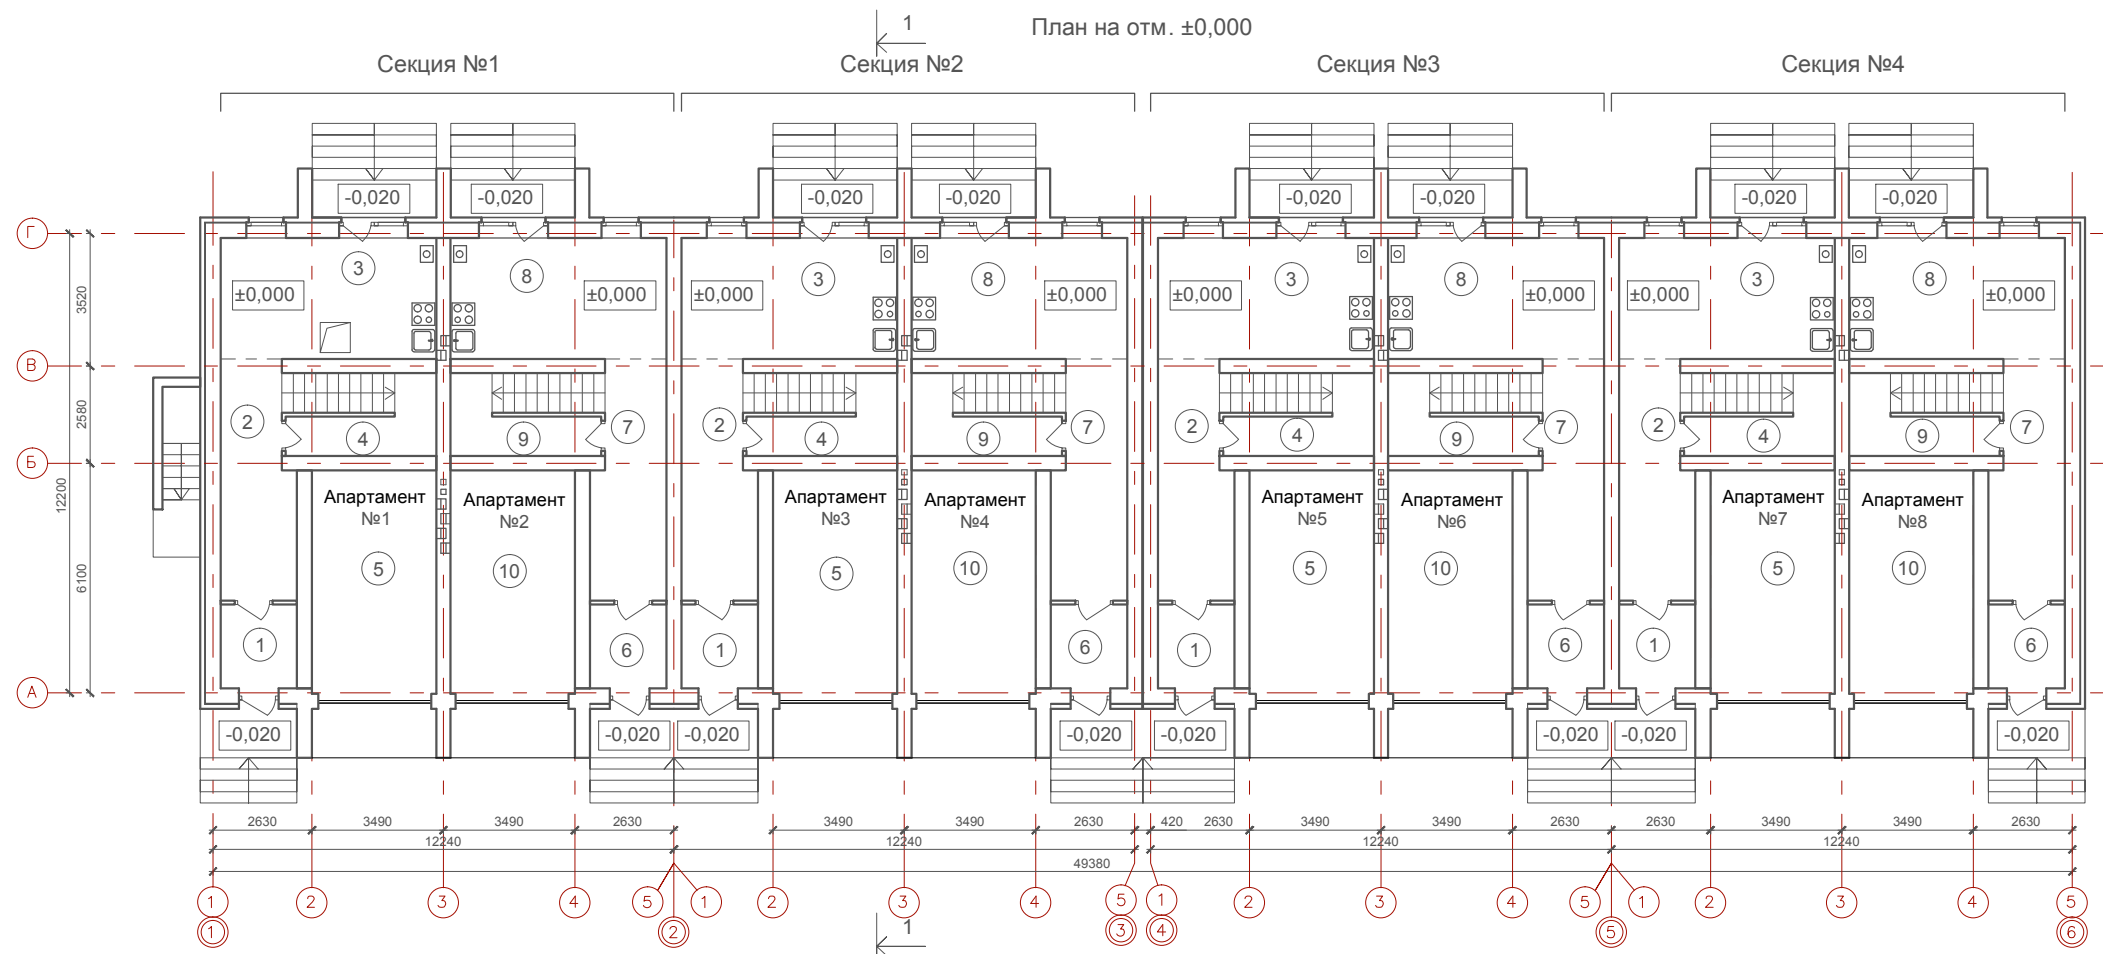 1
План на отм. ±0,000
Секция №1 Секция №2 Секция №3 Секция №4
-0,020 -0,020 -0,020 -0,020 -0,020 -0,020 -0,020 -0,020
Г
3 8 3 8 3 8 3 8
±0,000 ±0,000 ±0,000 ±0,000 ±0,000 ±0,000 ±0,000 ±0,000
3520
В
2580
2 4 9 7 2 4 9 7 2 4 9 7 2 4 9 7
Б
12200
6100
Апартамент Апартамент Апартамент Апартамент Апартамент Апартамент Апартамент Апартамент
№1 №2 №3 №4 №5 №6 №7 №8
5 10 5 10 5 10 5 10
1 6 1 6 1 6 1 6
А
-0,020 -0,020 -0,020 -0,020 -0,020 -0,020 -0,020 -0,020
2630 3490 3490 2630 3490 3490 2630 420 2630 3490 3490 2630 2630 3490 3490 2630
12240 12240 12240 12240
49380
1 2 3 4 5 1 2 3 4 5 1 2 3 4 5 1 2 3 4 5
1 2 3 4 5 6
1